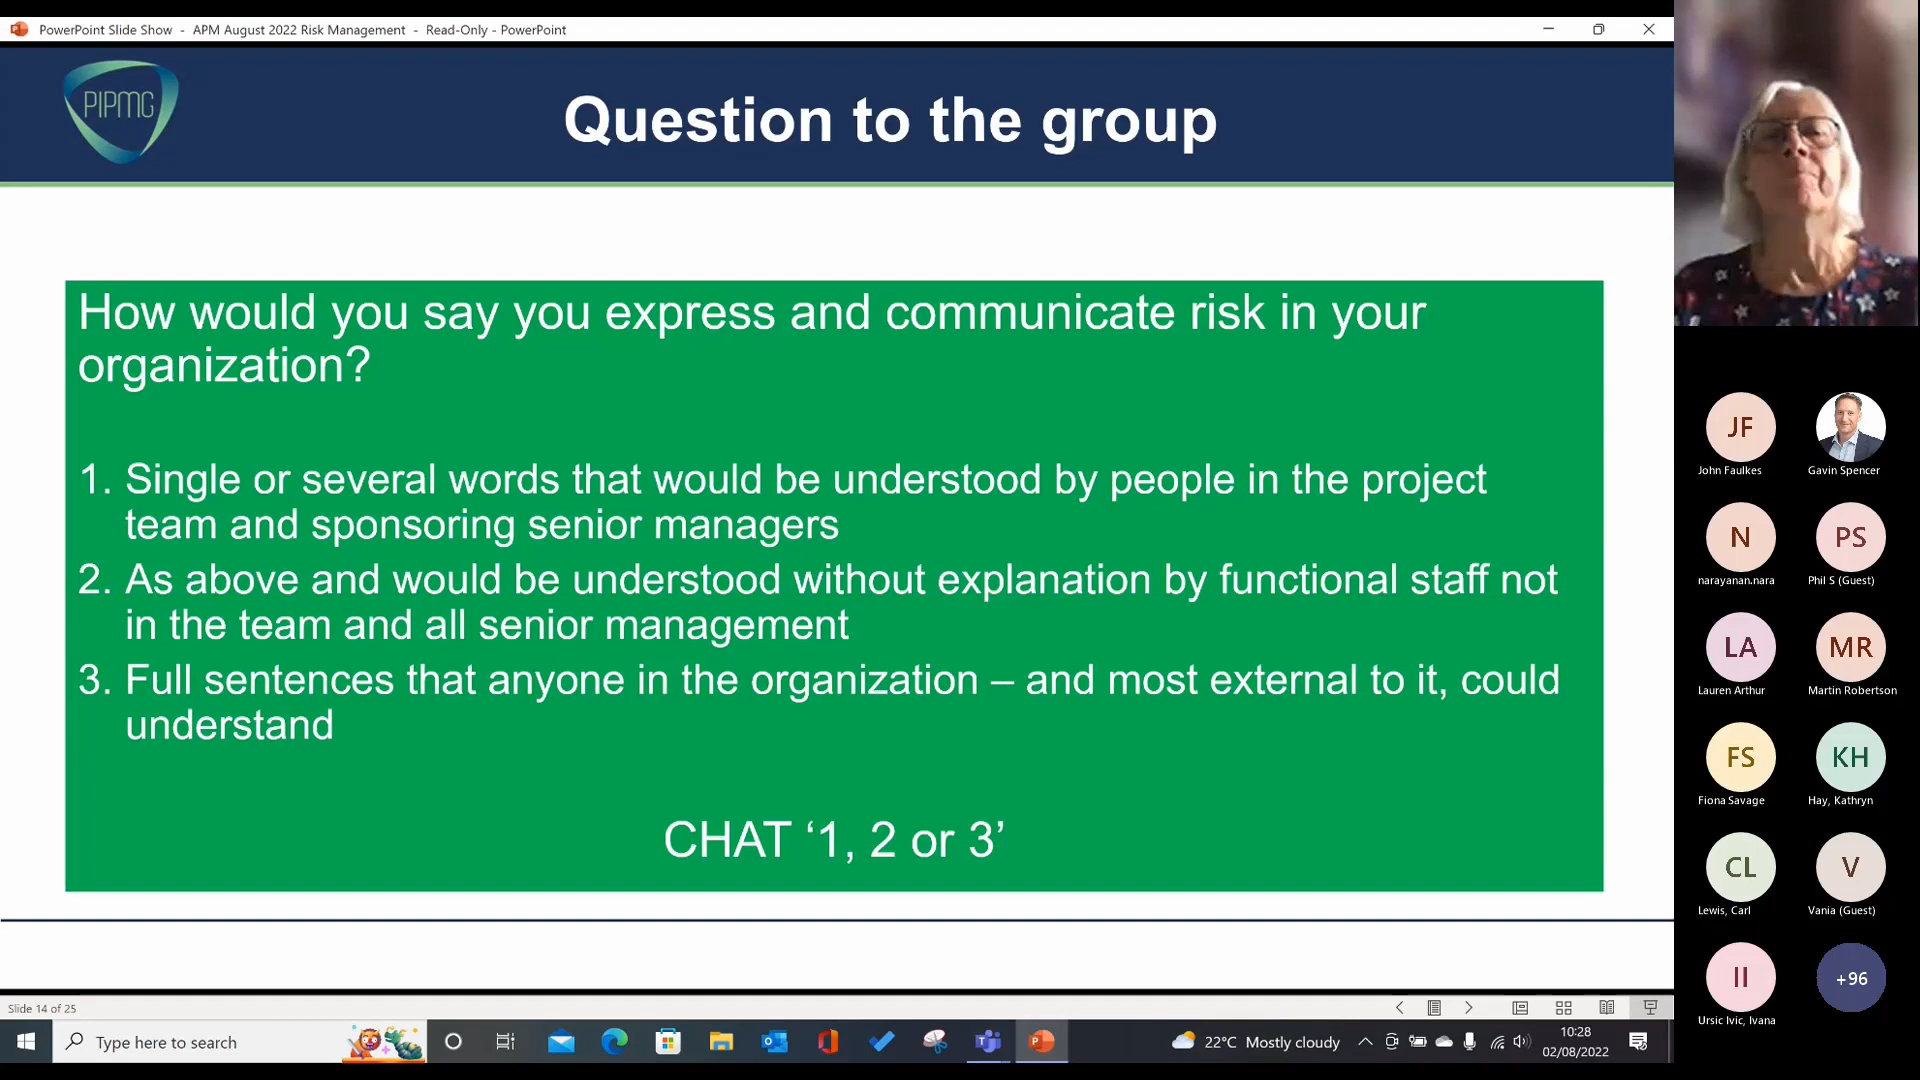 PowerPoint Slide Show - APM August 2022 Risk Management - Read-Only - PowerPoint
PIPMG
Question to the group
How would you say you express and communicate risk in your
organization?
1. Single or several words that would be understood by people in the project
team and sponsoring senior managers
2. As above and would be understood without explanation by functional staff not
in the team and all senior management
3. Full sentences that anyone in the organization – and most external to it, could
understand
CHAT ‘1, 2 or 3’
JF
John Faulkes
Gavin Spencer
N
narayanan.nara
PS
Phil S (Guest)
LA
Lauren Arthur
MR
Martin Robertson
FS
Fiona Savage
KH
Hay, Kathryn
CL
Lewis, Carl
V
Vania (Guest)
II
Ursic Ivic, Ivana
+96
Slide 14 of 25
Type here to search
22°C Mostly cloudy
10:28
02/08/2022